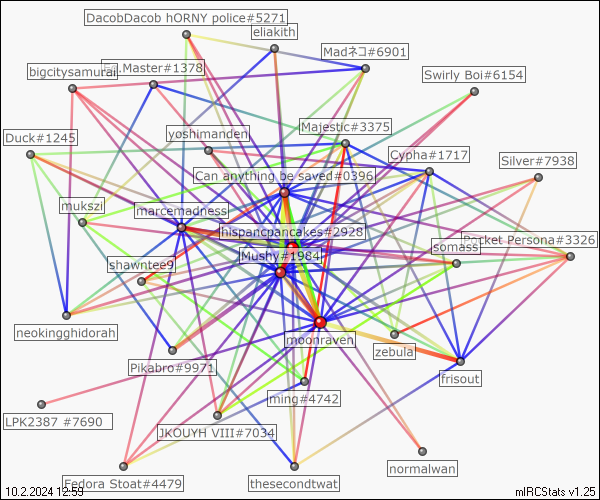 DacobDacob hORNY police#5271
eliakith
Madネコ#6901
bigcitysamurai
.Master#1378
Swirly Boi#6154
yoshimandenj
Majestic#3375
Duck#1245
Cypha#1717
Silver#7938
Can anything be saved#0396
mukszi
marcemadness
hispancpancakes#2928
Pocket Persona#3326
somass
Mushy#1984
shawntee9
neokingghidorah
moonraven
zebula
Pikabro#9971
frisout
ming#4742
LPK2387 #7690
JKOUYH VIII#7034
normalwan
Fedora Stoat#4479
thesecondtwat
10.2.2024 12:59
mIRCStats v1.25